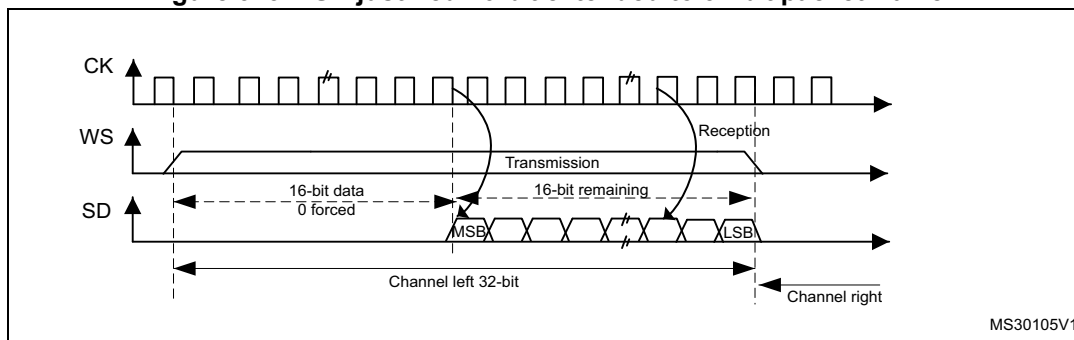 CK
WS
Reception
Transmission
16-bit data
0 forced
16-bit remaining
SD
MSB
LSB
Channel left 32-bit
Channel right
MS30105V1